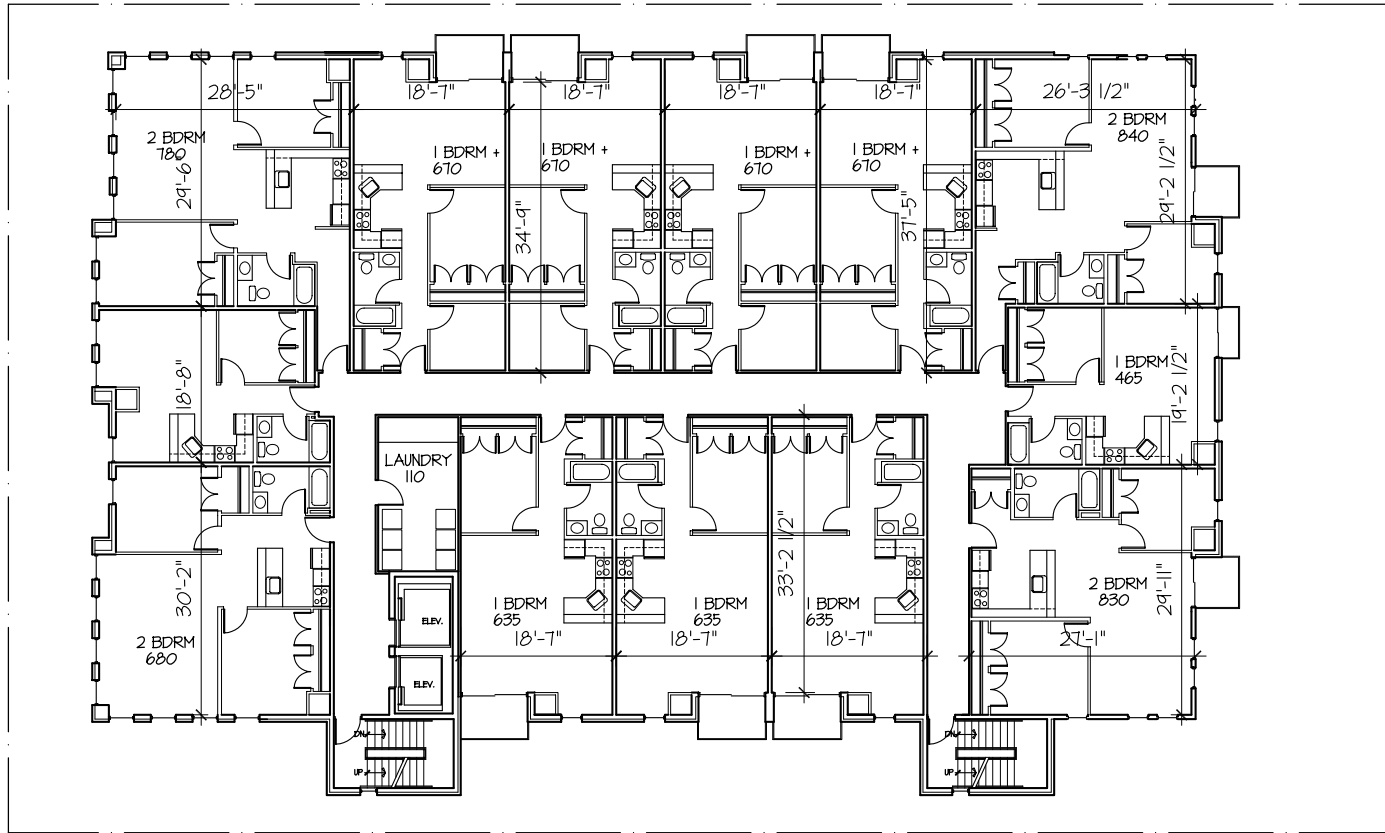 28'-5"
18'-7"
18'-7"
18'-7"
18'-7"
26'-3 1/2"
2 BDRM
780
29'-6"
1 BDRM +
670
1 BDRM +
670
1 BDRM +
670
1 BDRM +
670
2 BDRM
840
29'-2 1/2"
34'-9"
37'-5"
18'-8"
1 BDRM
465
19'-2 1/2"
LAUNDRY
110
33'-2 1/2"
30'-2"
2 BDRM
680
ELEV.
ELEV.
1 BDRM
635
18'-7"
1 BDRM
635
18'-7"
1 BDRM
635
18'-7"
2 BDRM
830
29'-11"
27'-1"
DN
UP
DN
UP